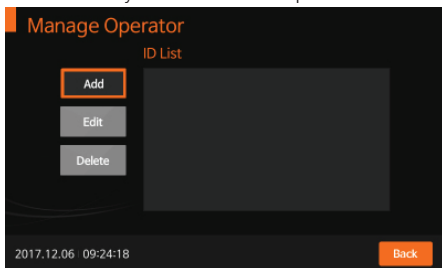 Manage Operator
ID List
Add
Edit
Delete
2017.12.06 09:24:18
Back